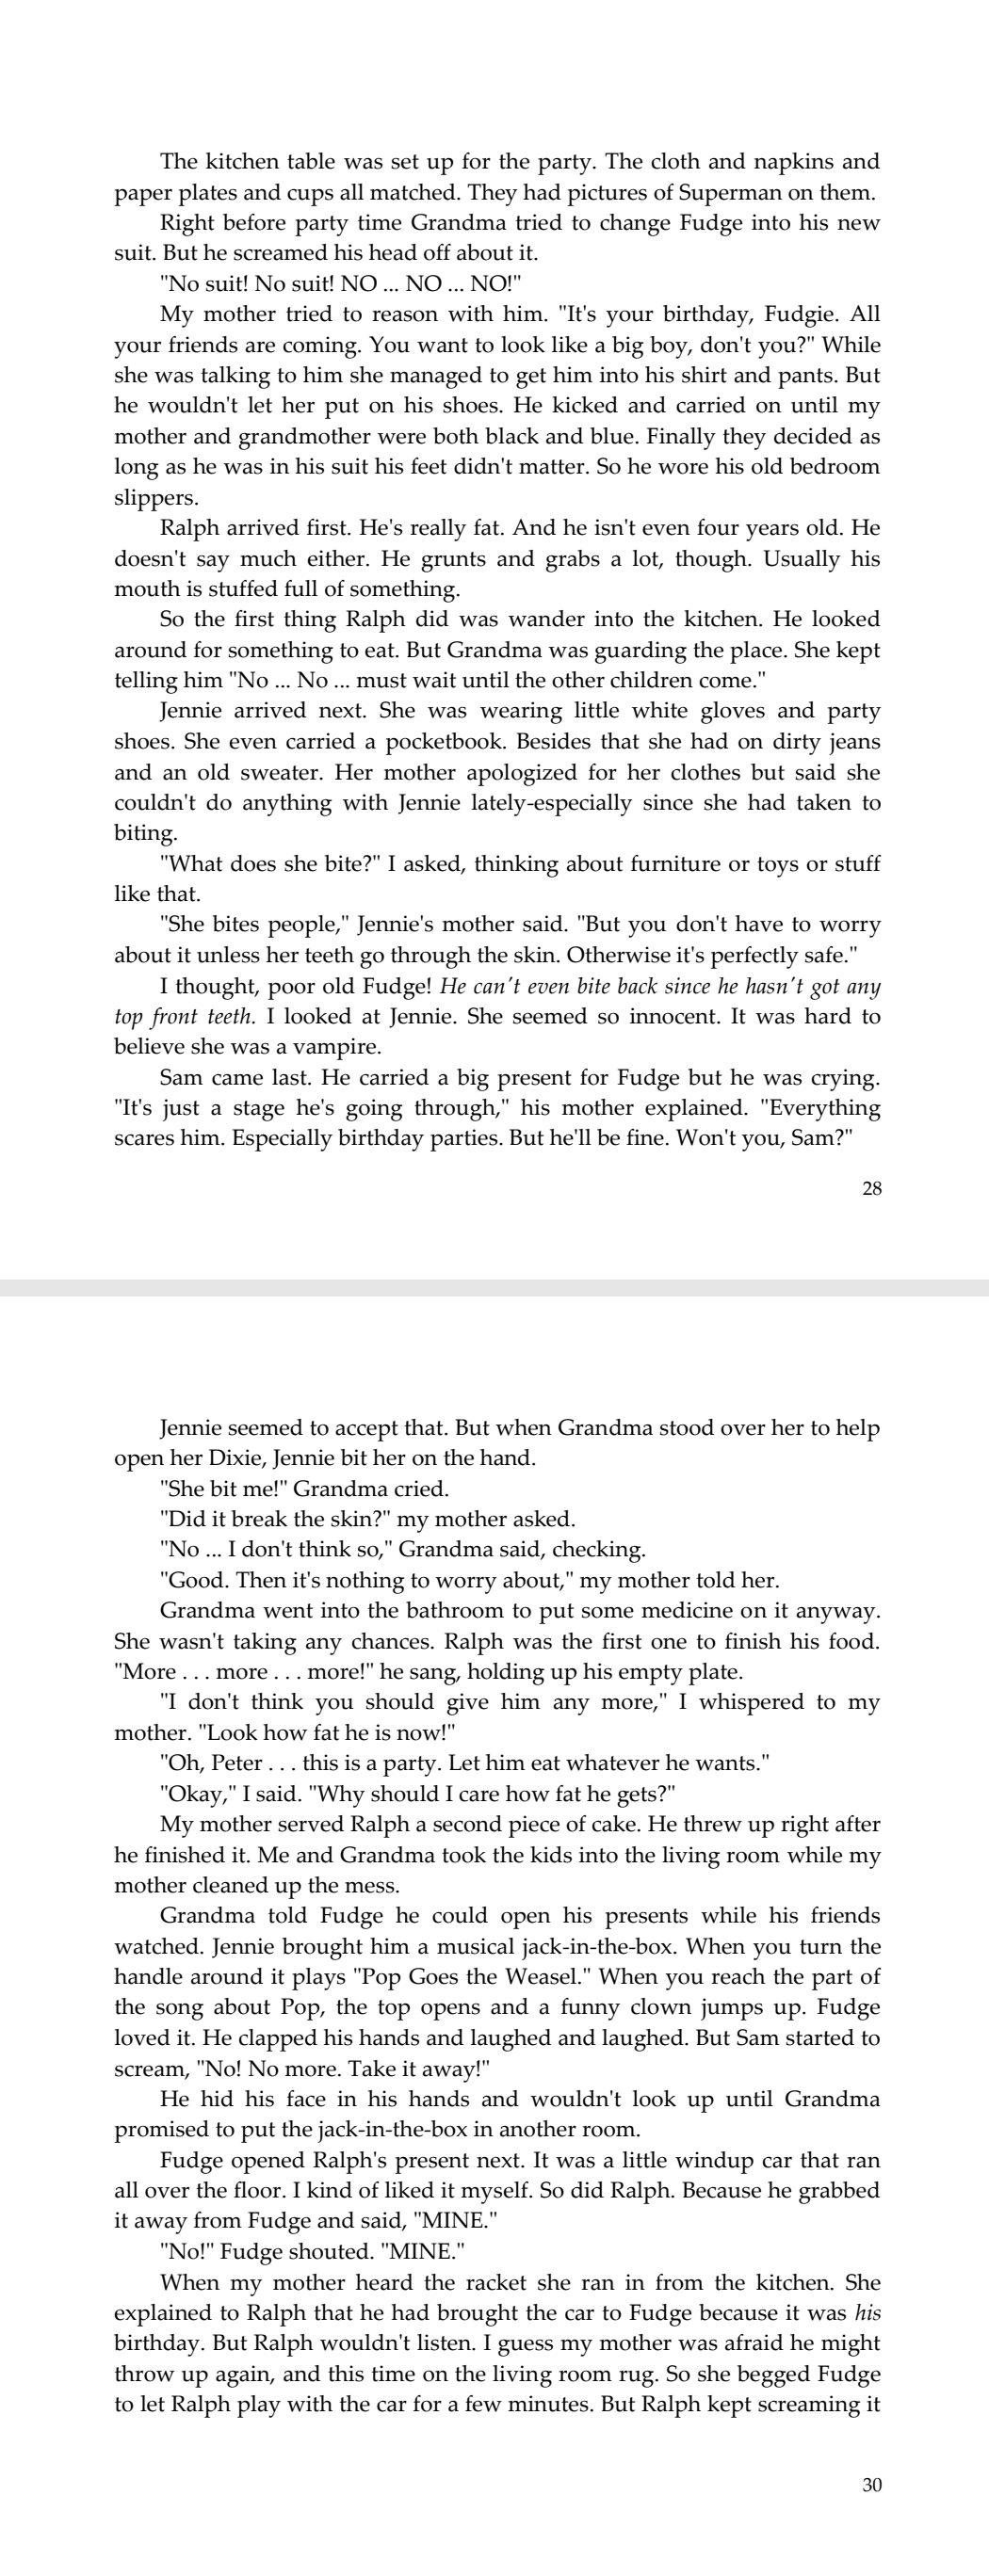 The kitchen table was set up for the party. The cloth and napkins and
paper plates and cups all matched. They had pictures of Superman on them.
Right before party time Grandma tried to change Fudge into his new
suit. But he screamed his head off about it.
"No suit! No suit! NO ... NO ... NO!"
My mother tried to reason with him. "It's your birthday, Fudgie. All
your friends are coming. You want to look like a big boy, don't you?" While
she was talking to him she managed to get him into his shirt and pants. But
he wouldn't let her put on his shoes. He kicked and carried on until my
mother and grandmother were both black and blue. Finally they decided as
long as he was in his suit his feet didn't matter. So he wore his old bedroom
slippers.
Ralph arrived first. He's really fat. And he isn't even four years old. He
doesn't say much either. He grunts and grabs a lot, though. Usually his
mouth is stuffed full of something.
So the first thing Ralph did was wander into the kitchen. He looked
around for something to eat. But Grandma was guarding the place. She kept
telling him "No ... No ... must wait until the other children come."
Jennie arrived next. She was wearing little white gloves and party
shoes. She even carried a pocketbook. Besides that she had on dirty jeans
and an old sweater. Her mother apologized for her clothes but said she
couldn't do anything with Jennie lately-especially since she had taken to
biting.
"What does she bite?" I asked, thinking about furniture or toys or stuff
like that.
"She bites people," Jennie's mother said. "But you don't have to worry
about it unless her teeth go through the skin. Otherwise it's perfectly safe."
I thought, poor old Fudge! He can't even bite back since he hasn't got any
top front teeth. I looked at Jennie. She seemed so innocent. It was hard to
believe she was a vampire.
Sam came last. He carried a big present for Fudge but he was crying.
"It's just a stage he's going through," his mother explained. "Everything
scares him. Especially birthday parties. But he'll be fine. Won't you, Sam?"
28
Jennie seemed to accept that. But when Grandma stood over her to help
open her Dixie, Jennie bit her on the hand.
"She bit me!" Grandma cried.
"Did it break the skin?" my mother asked.
"No ... I don't think so," Grandma said, checking.
"Good. Then it's nothing to worry about," my mother told her.
Grandma went into the bathroom to put some medicine on it anyway.
She wasn't taking any chances. Ralph was the first one to finish his food.
"More . . . more . . . more!" he sang, holding up his empty plate.
"I don't think you should give him any more," I whispered to my
mother. "Look how fat he is now!"
"Oh, Peter . . . this is a party. Let him eat whatever he wants."
"Okay," I said. "Why should I care how fat he gets?"
My mother served Ralph a second piece of cake. He threw up right after
he finished it. Me and Grandma took the kids into the living room while my
mother cleaned up the mess.
Grandma told Fudge he could open his presents while his friends
watched. Jennie brought him a musical jack-in-the-box. When you turn the
handle around it plays "Pop Goes the Weasel." When you reach the part of
the song about Pop, the top opens and a funny clown jumps up. Fudge
loved it. He clapped his hands and laughed and laughed. But Sam started to
scream, "No! No more. Take it away!"
He hid his face in his hands and wouldn't look up until Grandma
promised to put the jack-in-the-box in another room.
Fudge opened Ralph's present next. It was a little windup car that ran
all over the floor. I kind of liked it myself. So did Ralph. Because he grabbed
it away from Fudge and said, "MINE."
"No!" Fudge shouted. "MINE."
When my mother heard the racket she ran in from the kitchen. She
explained to Ralph that he had brought the car to Fudge because it was his
birthday. But Ralph wouldn't listen. I guess my mother was afraid he might
throw up again, and this time on the living room rug. So she begged Fudge
to let Ralph play with the car for a few minutes. But Ralph kept screaming it
30